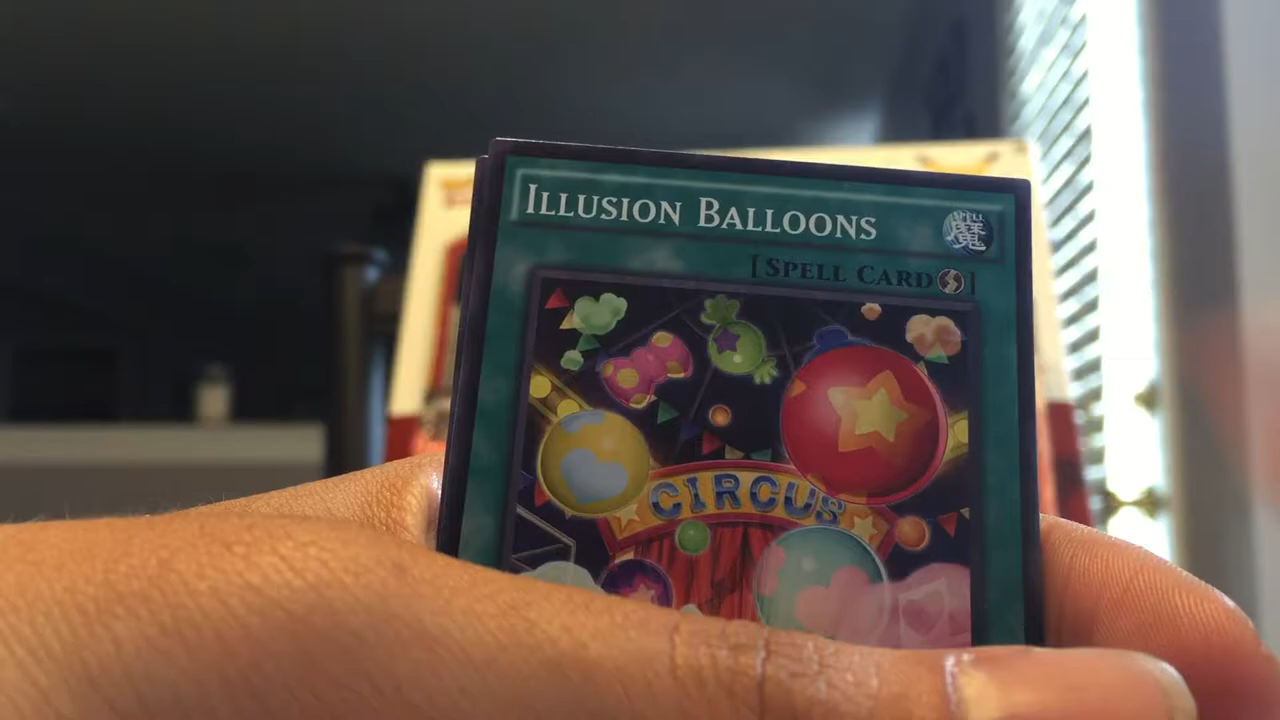 ILLUSION BALLOONS
SPELL
魔
[SPELL CARD]
CIRCUS